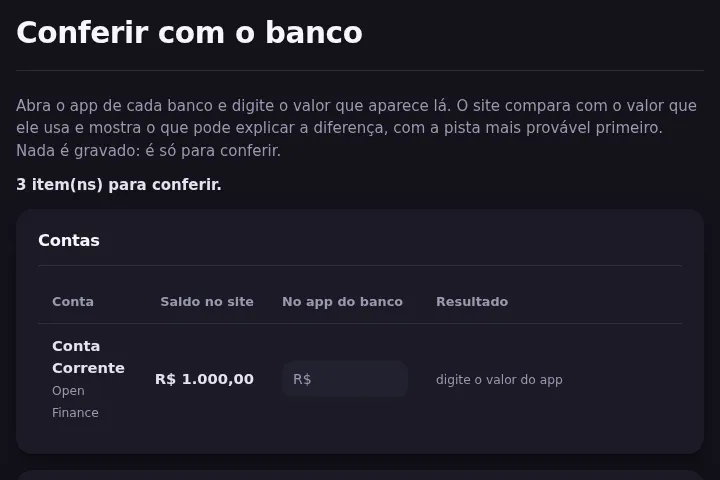 Conferir com o banco
Abra o app de cada banco e digite o valor que aparece lá. O site compara com o valor que
ele usa e mostra o que pode explicar a diferença, com a pista mais provável primeiro.
Nada é gravado: é só para conferir.
3 item(ns) para conferir.
Contas
Conta Saldo no site No app do banco Resultado
Conta
Corrente
Open
Finance
R$ 1.000,00 R$ digite o valor do app